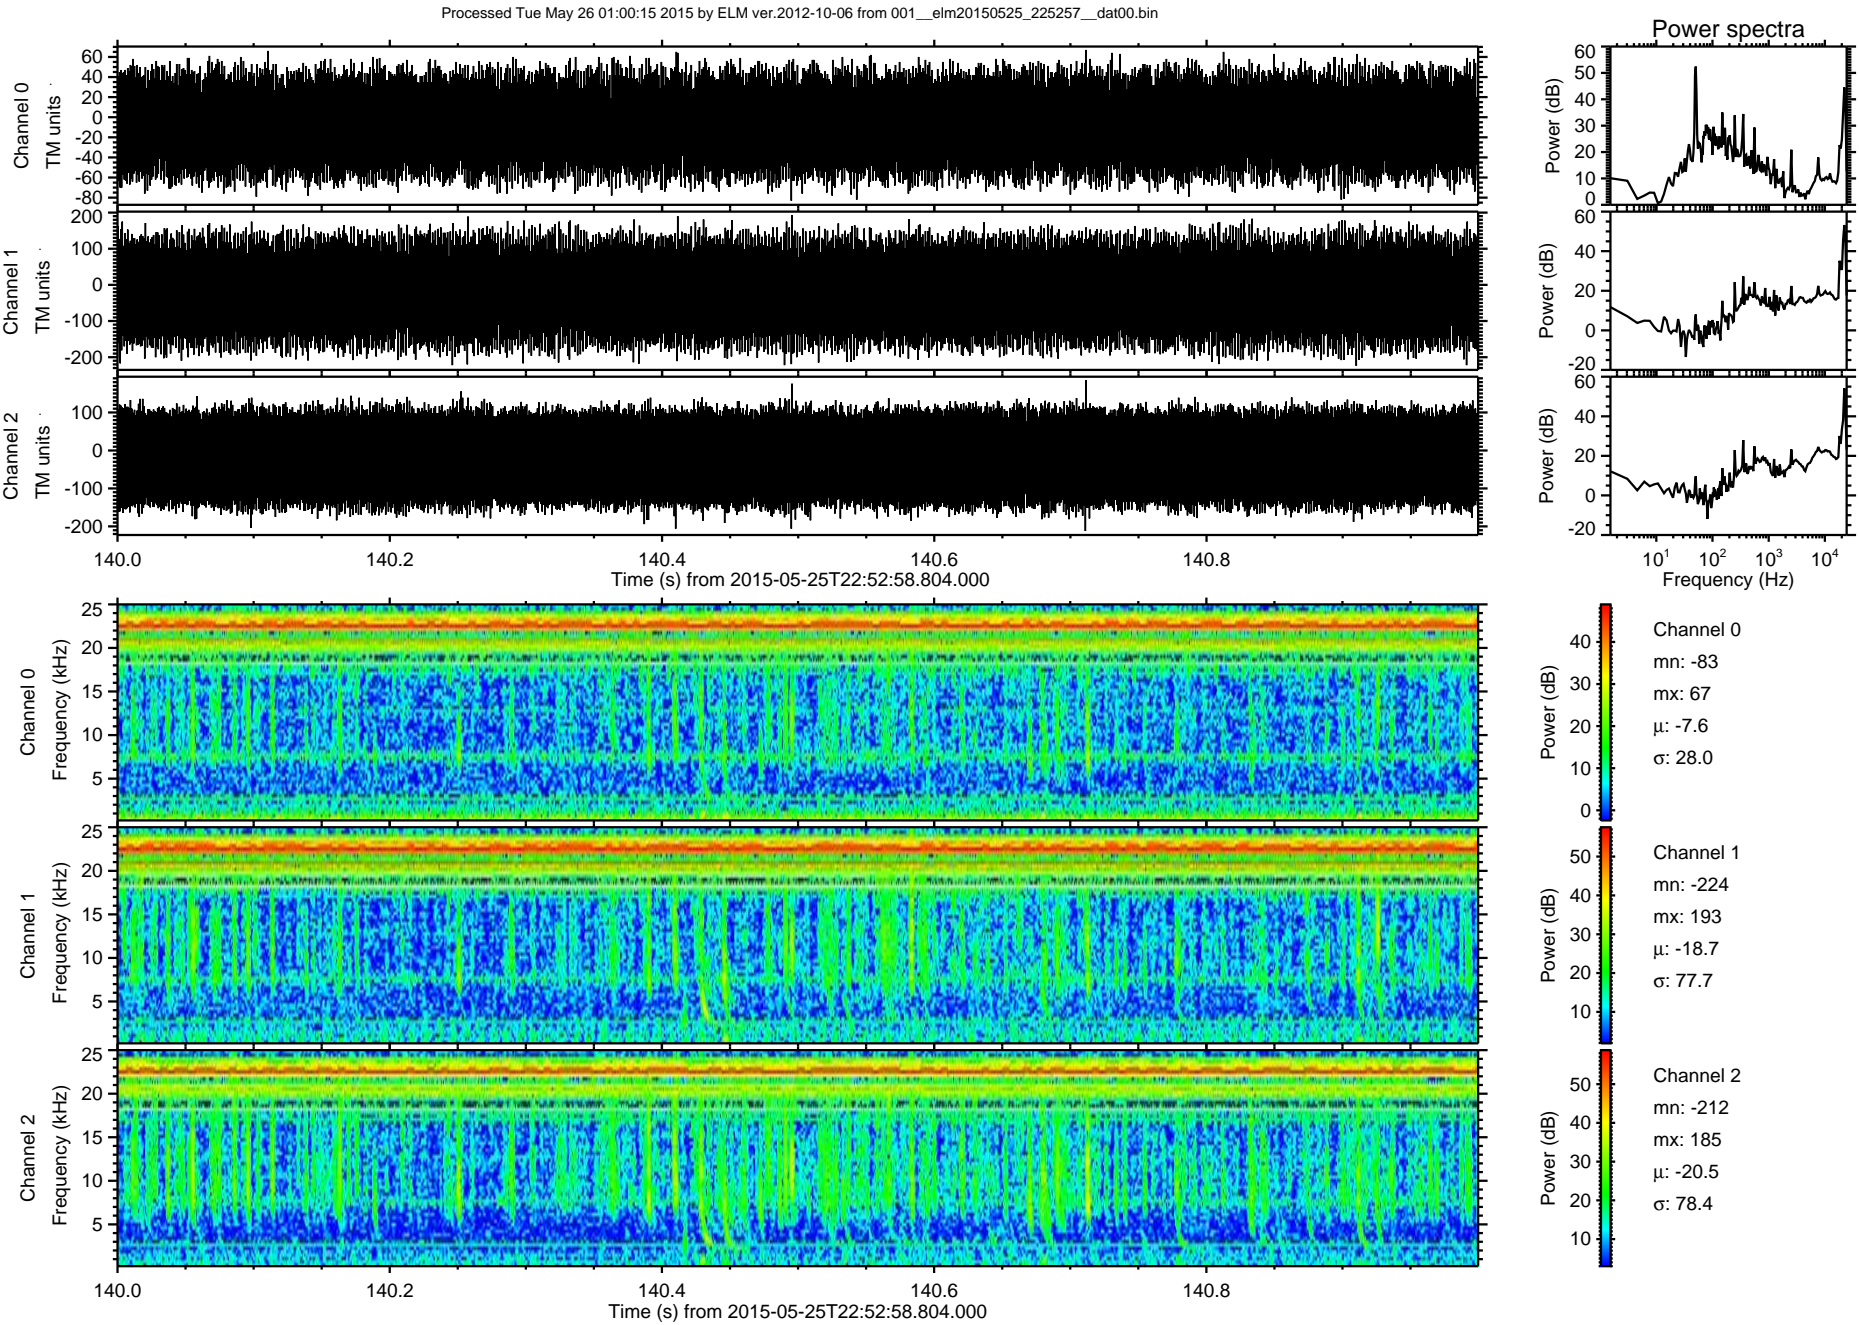 Processed Tue May 26 01:00:15 2015 by ELM ver.2012-10-06 from 001__elm20150525_225257__dat00.bin
Power spectra
Channel 0
TM units
60
40
20
0
-20
-40
-60
-80
Power (dB)
60
50
40
30
20
10
0
Channel 1
TM units
200
100
0
-100
-200
Power (dB)
60
40
20
0
-20
Channel 2
TM units
100
0
-100
-200
Power (dB)
60
40
20
0
-20
140.0 140.2 140.4 140.6 140.8
Time (s) from 2015-05-25T22:52:58.804.000
10^1 10^2 10^3 10^4
Frequency (Hz)
Channel 0
Frequency (kHz)
25
20
15
10
5
Power (dB)
40
30
20
10
0
Channel 0
mn: -83
mx: 67
μ: -7.6
σ: 28.0
Channel 1
Frequency (kHz)
25
20
15
10
5
Power (dB)
50
40
30
20
10
Channel 1
mn: -224
mx: 193
μ: -18.7
σ: 77.7
Channel 2
Frequency (kHz)
25
20
15
10
5
Power (dB)
50
40
30
20
10
Channel 2
mn: -212
mx: 185
μ: -20.5
σ: 78.4
140.0 140.2 140.4 140.6 140.8
Time (s) from 2015-05-25T22:52:58.804.000